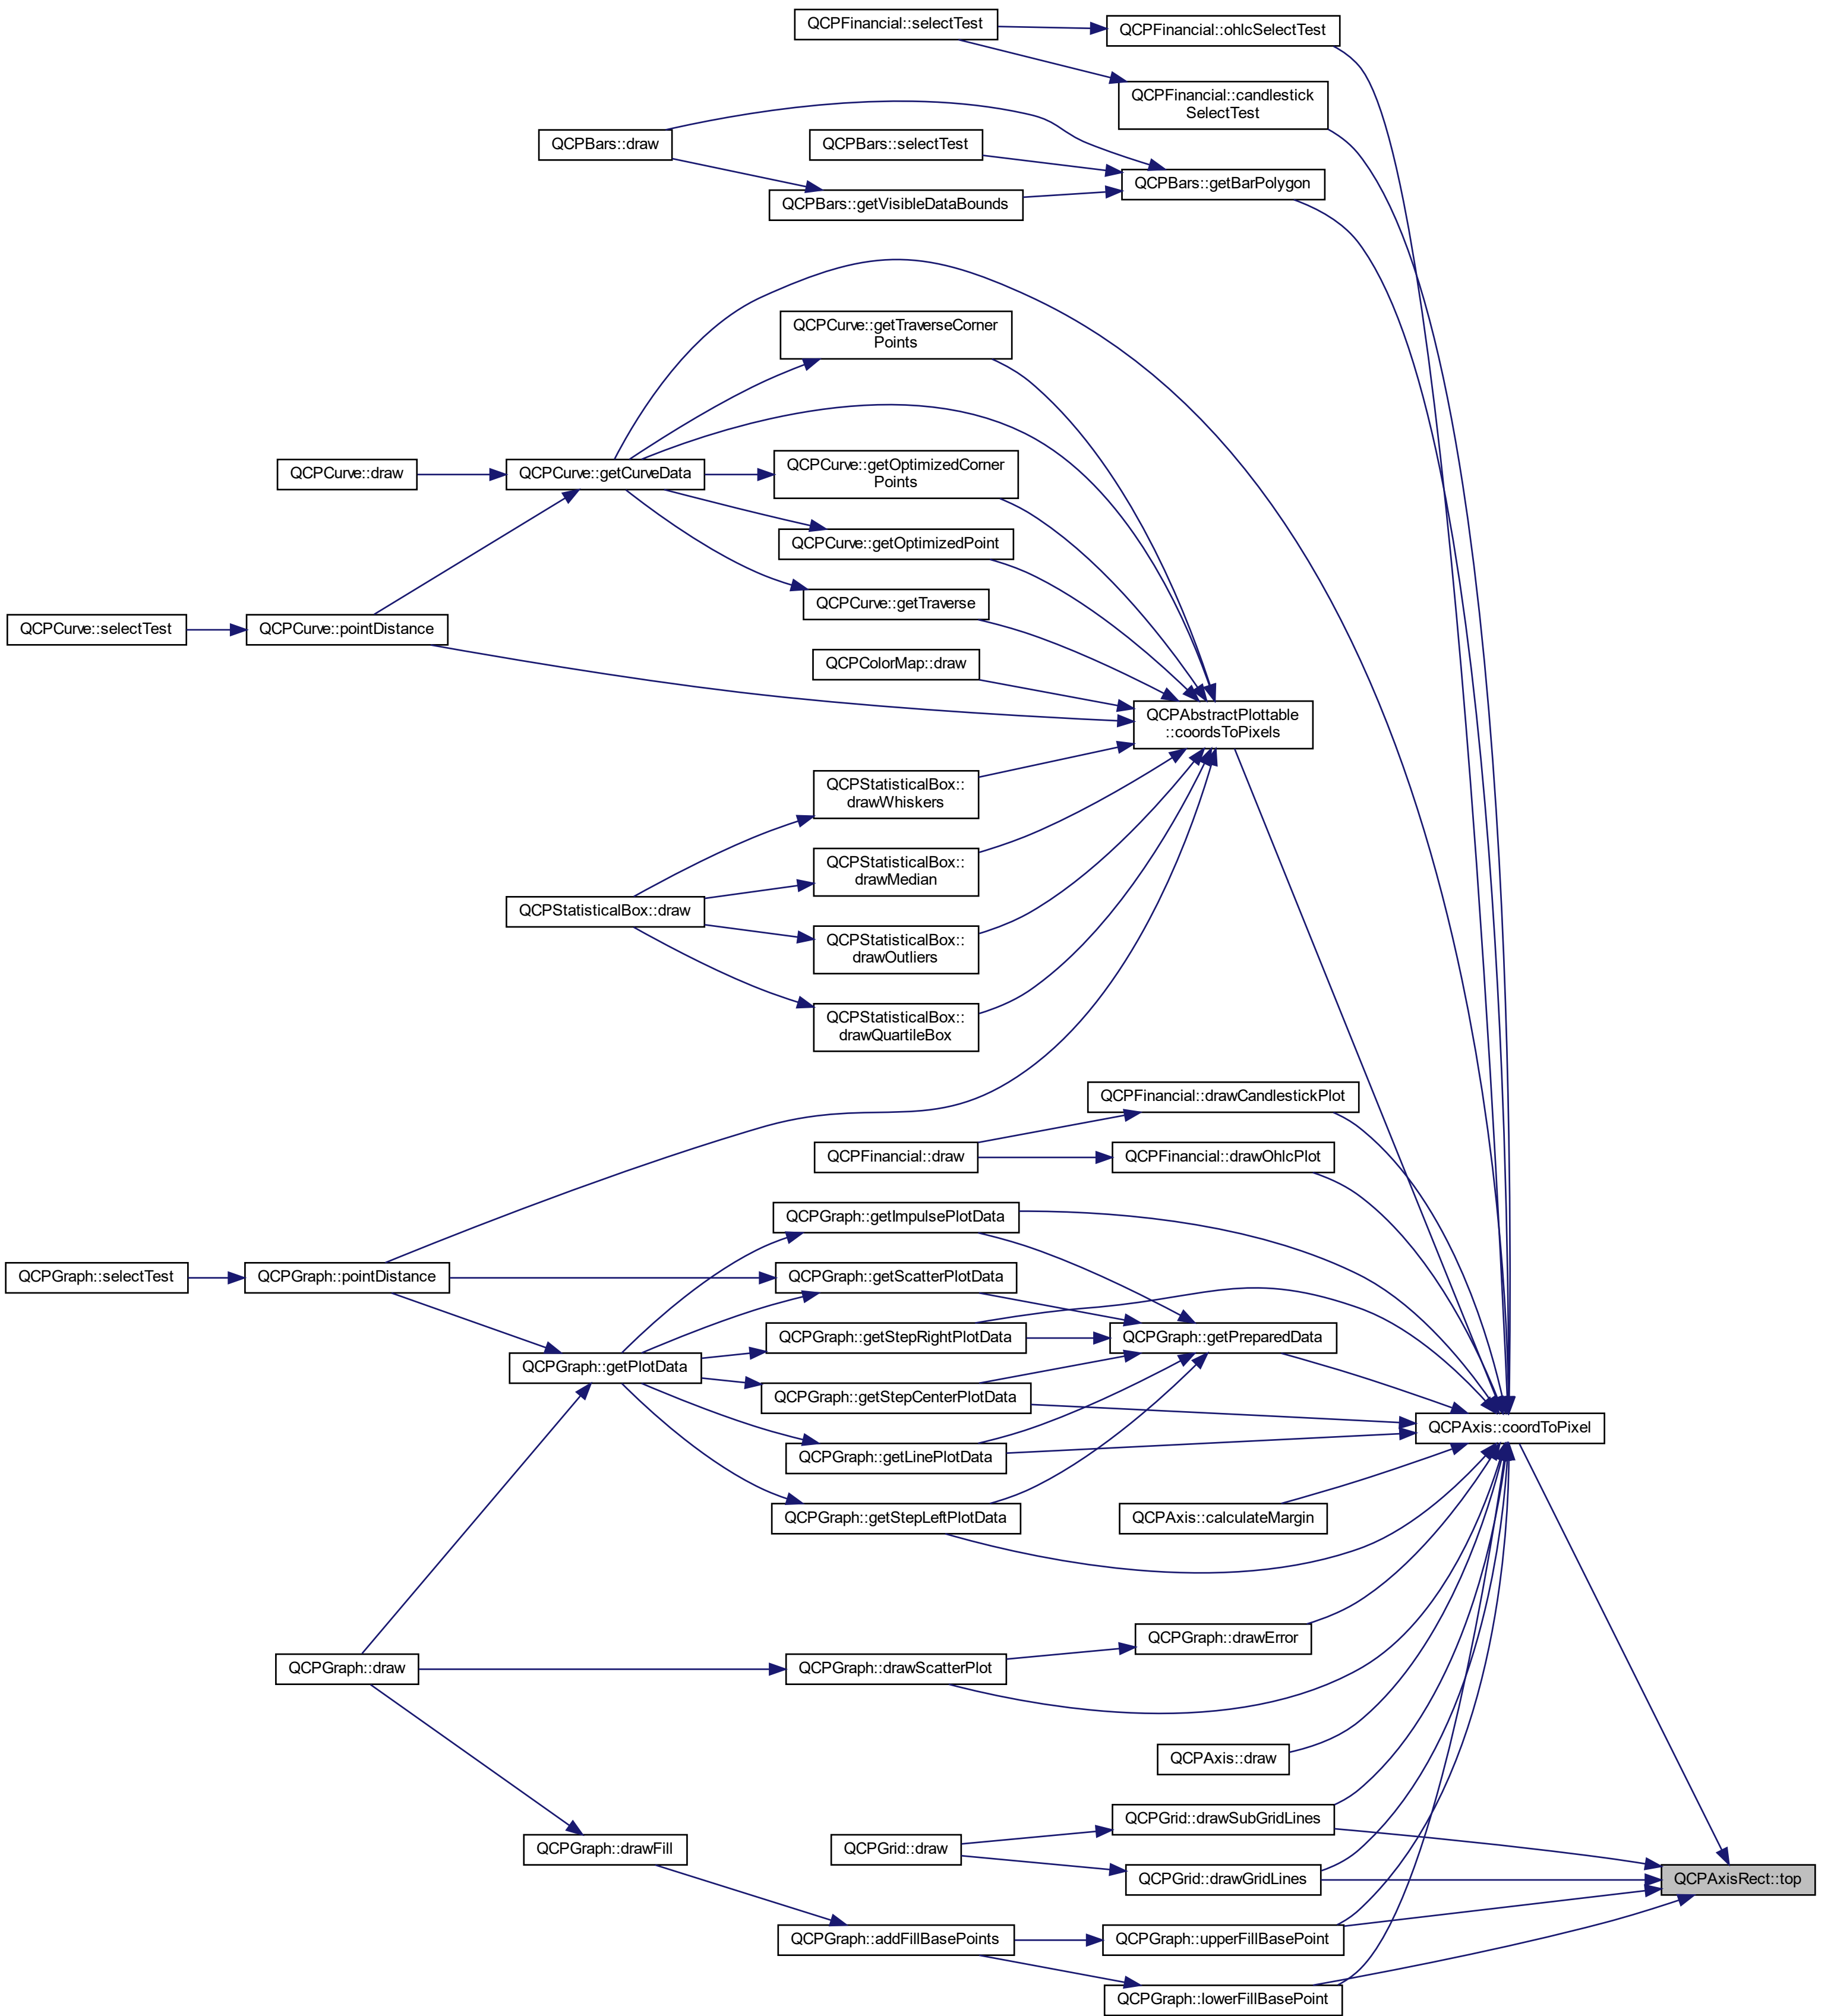 QCPFinancial::selectTest
QCPFinancial::ohlcSelectTest
QCPFinancial::candlestick
SelectTest
QCPBars::draw
QCPBars::selectTest
QCPBars::getBarPolygon
QCPBars::getVisibleDataBounds
QCPCurve::getTraverseCorner
Points
QCPCurve::draw
QCPCurve::getCurveData
QCPCurve::getOptimizedCorner
Points
QCPCurve::getOptimizedPoint
QCPCurve::getTraverse
QCPCurve::selectTest
QCPCurve::pointDistance
QCPColorMap::draw
QCPAbstractPlottable
::coordsToPixels
QCPStatisticalBox::
drawWhiskers
QCPStatisticalBox::
drawMedian
QCPStatisticalBox::draw
QCPStatisticalBox::
drawOutliers
QCPStatisticalBox::
drawQuartileBox
QCPFinancial::drawCandlestickPlot
QCPFinancial::draw
QCPFinancial::drawOhlcPlot
QCPGraph::getImpulsePlotData
QCPGraph::selectTest
QCPGraph::pointDistance
QCPGraph::getScatterPlotData
QCPGraph::getStepRightPlotData
QCPGraph::getPreparedData
QCPGraph::getPlotData
QCPGraph::getStepCenterPlotData
QCPAxis::coordToPixel
QCPGraph::getLinePlotData
QCPGraph::getStepLeftPlotData
QCPAxis::calculateMargin
QCPGraph::drawError
QCPGraph::draw
QCPGraph::drawScatterPlot
QCPAxis::draw
QCPGrid::drawSubGridLines
QCPGraph::drawFill
QCPGrid::draw
QCPGrid::drawGridLines
QCPAxisRect::top
QCPGraph::addFillBasePoints
QCPGraph::upperFillBasePoint
QCPGraph::lowerFillBasePoint